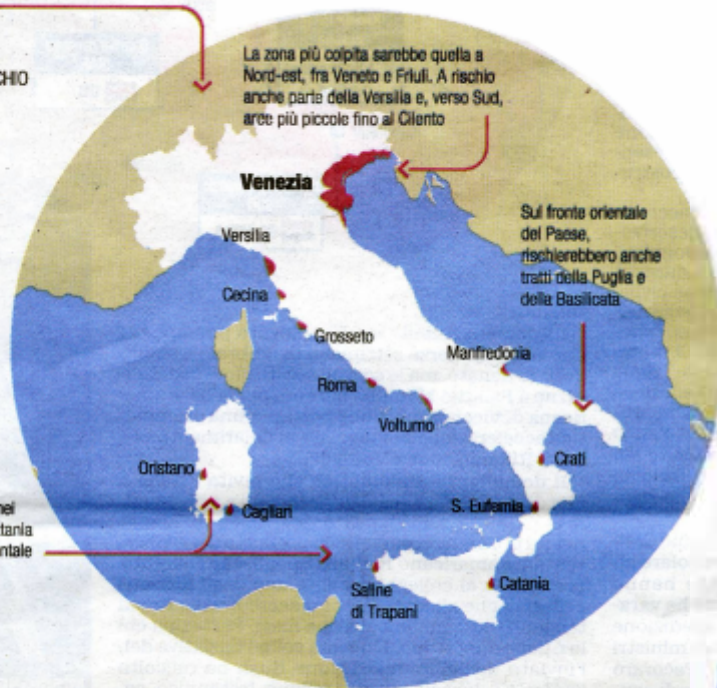 CHIO
La zona più colpita sarebbe quella a
Nord-est, fra Veneto e Friuli. A rischio
anche parte della Versilia e, verso Sud,
aree più piccole fino al Cilento
Venezia
Sul fronte orientale
del Paese,
rischierebbero anche
tratti della Puglia e
della Basilicata
Versilia
Cecina
Grosseto
Manfredonia
Roma
Volturno
Crati
Oristano
Cagliari
S. Eufemia
nei
tania
ntale
Saline
di Trapani
Catania